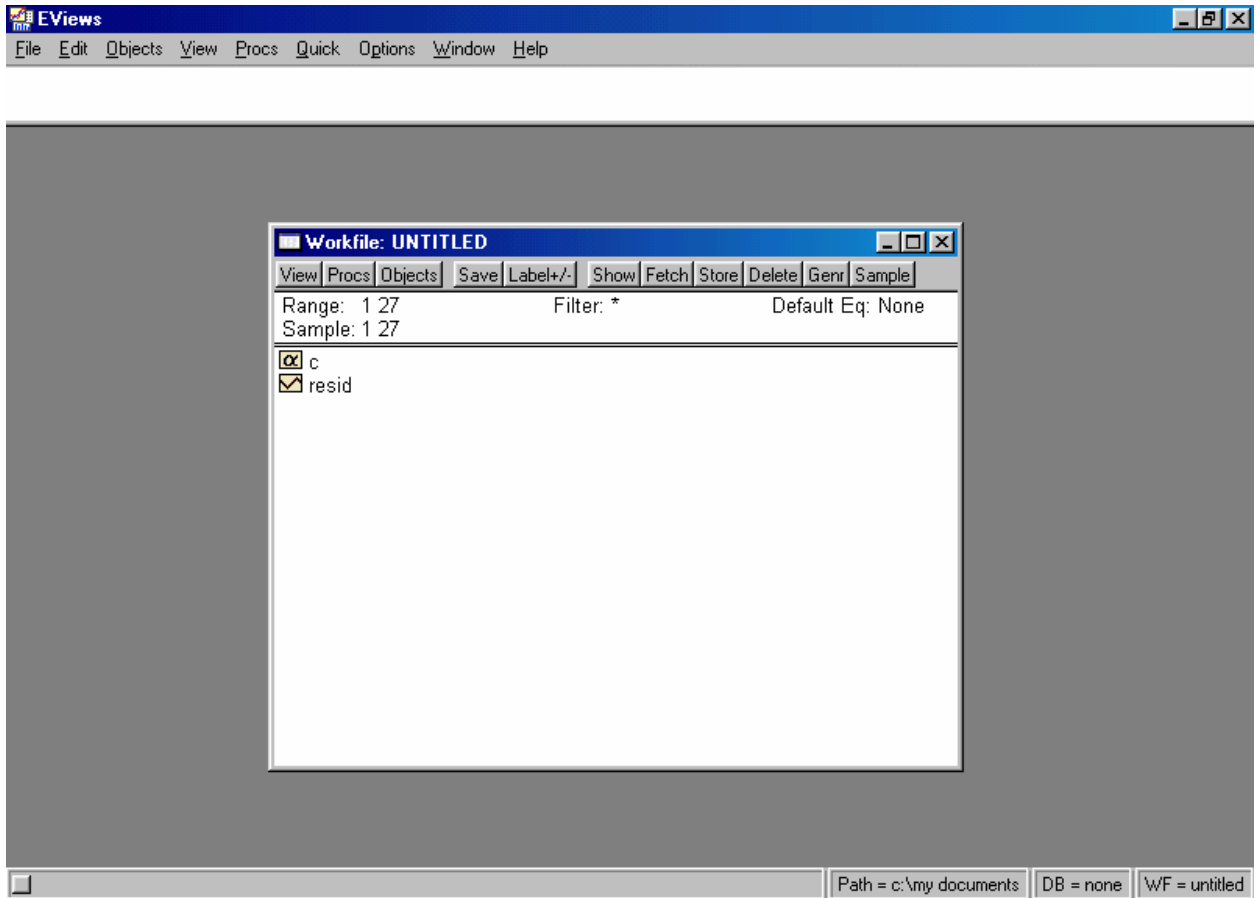 EViews
File Edit Objects View Procs Quick Options Window Help
Workfile: UNTITLED
View Procs Objects Save Label+/- Show Fetch Store Delete Genr Sample
Range: 1 27 Filter: * Default Eq: None
Sample: 1 27
α c
resid
Path = c:\my documents DB = none WF = untitled